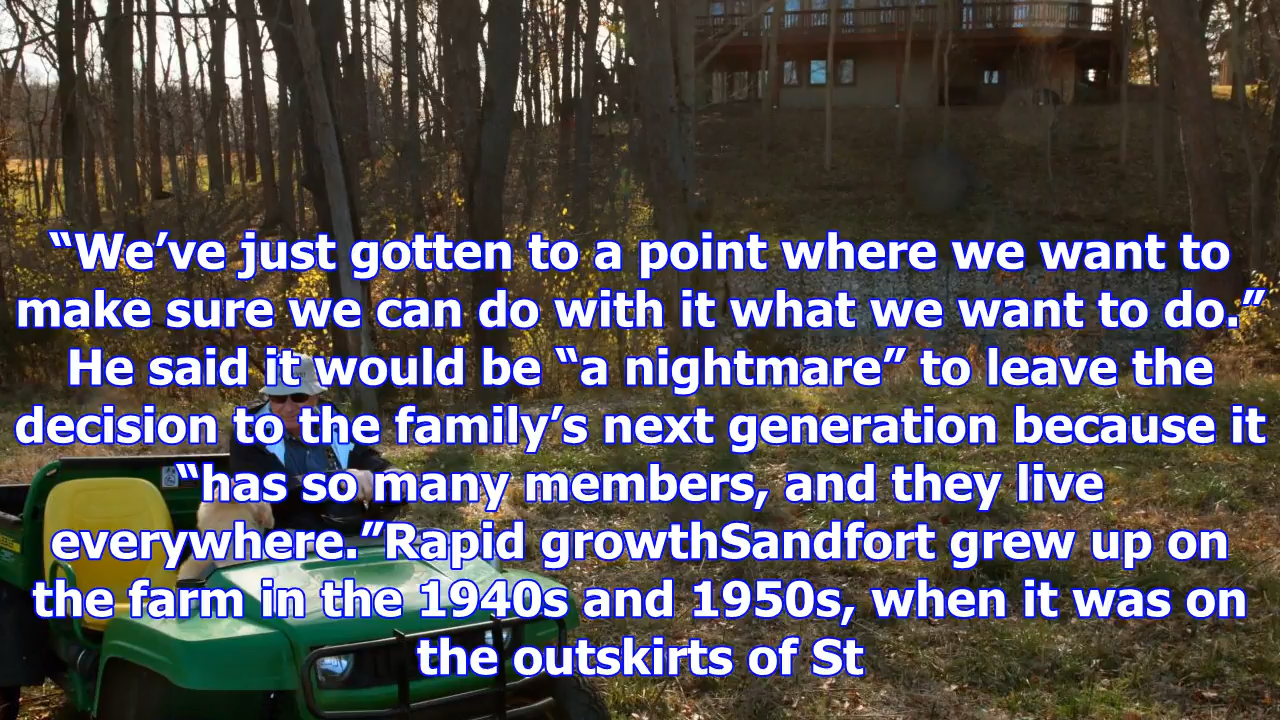 “We’ve just gotten to a point where we want to
make sure we can do with it what we want to do.”
He said it would be “a nightmare” to leave the
decision to the family’s next generation because it
“has so many members, and they live
everywhere.”Rapid growthSandfort grew up on
the farm in the 1940s and 1950s, when it was on
the outskirts of St